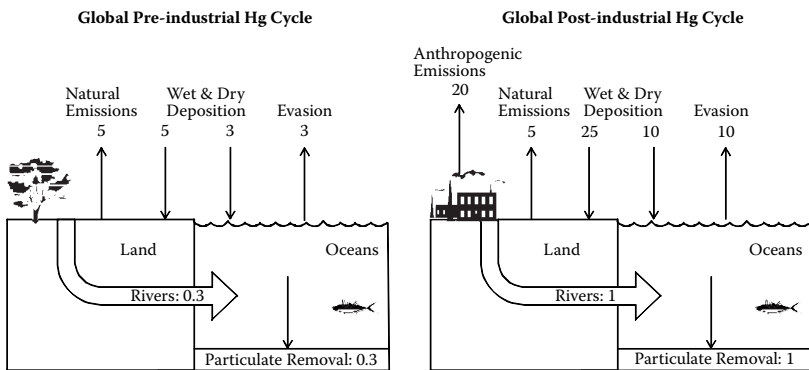 Global Pre-industrial Hg Cycle
Natural
Emissions
5
Wet & Dry
Deposition
5 3
Evasion
3
Land
Oceans
Rivers: 0.3
Particulate Removal: 0.3
Global Post-industrial Hg Cycle
Anthropogenic
Emissions
20
Natural
Emissions
5
Wet & Dry
Deposition
25 10
Evasion
10
Land
Oceans
Rivers: 1
Particulate Removal: 1